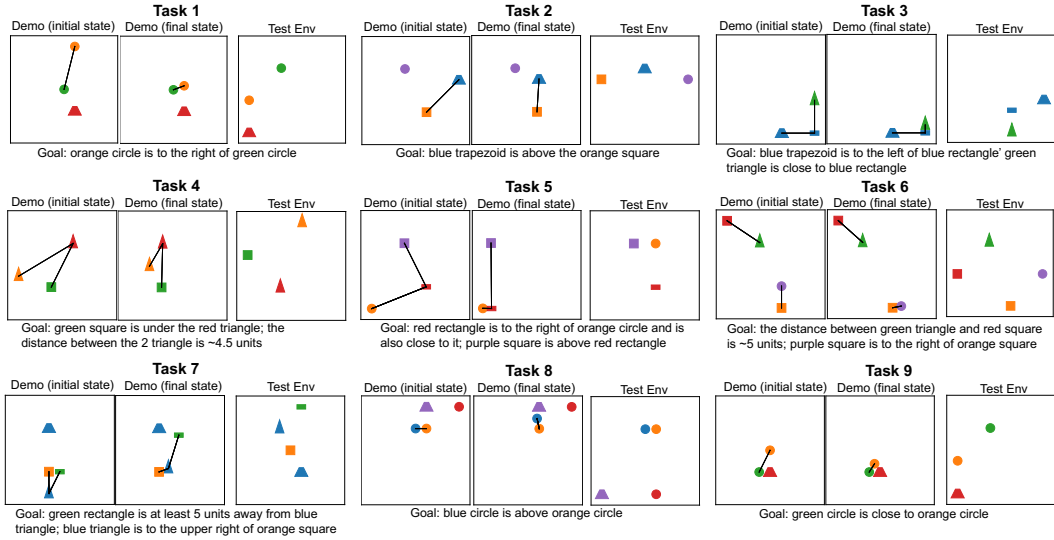 Task 1
Demo (initial state) Demo (final state) Test Env
Goal: orange circle is to the right of green circle
Task 2
Demo (initial state) Demo (final state) Test Env
Goal: blue trapezoid is above the orange square
Task 3
Demo (initial state) Demo (final state) Test Env
Goal: blue trapezoid is to the left of blue rectangle' green
triangle is close to blue rectangle
Task 4
Demo (initial state) Demo (final state) Test Env
Goal: green square is under the red triangle; the
distance between the 2 triangle is ~4.5 units
Task 5
Demo (initial state) Demo (final state) Test Env
Goal: red rectangle is to the right of orange circle and is
also close to it; purple square is above red rectangle
Task 6
Demo (initial state) Demo (final state) Test Env
Goal: the distance between green triangle and red square
is ~5 units; purple square is to the right of orange square
Task 7
Demo (initial state) Demo (final state) Test Env
Goal: green rectangle is at least 5 units away from blue
triangle; blue triangle is to the upper right of orange square
Task 8
Demo (initial state) Demo (final state) Test Env
Goal: blue circle is above orange circle
Task 9
Demo (initial state) Demo (final state) Test Env
Goal: green circle is close to orange circle